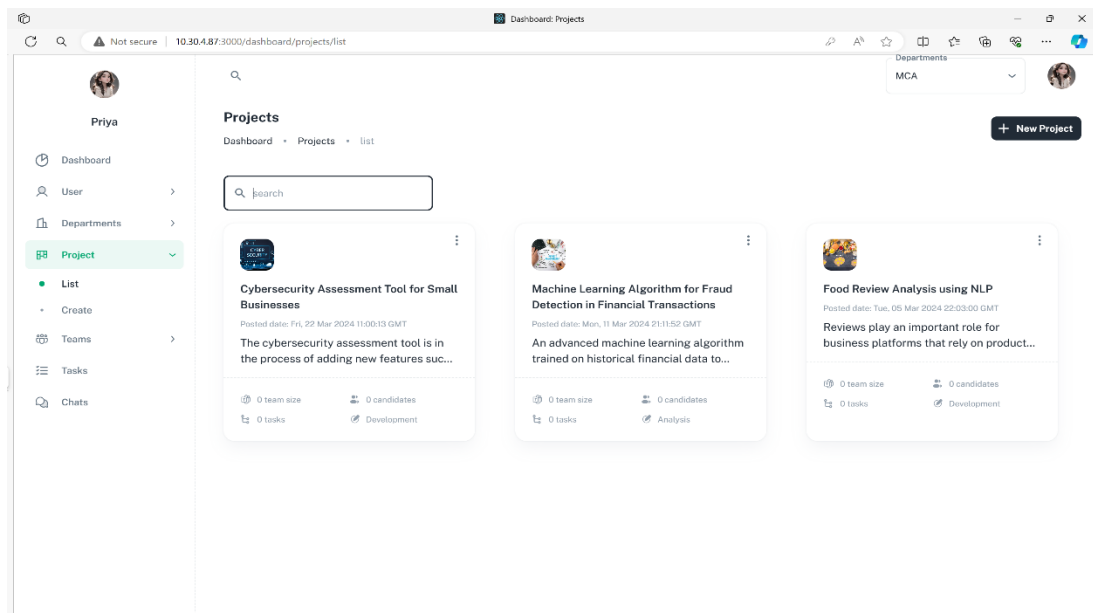 Dashboard: Projects
Not secure
10.30.4.87:3000/dashboard/projects/list
Departments
MCA
Priya
Projects
Dashboard • Projects • list
+ New Project
Dashboard
User
Departments
Project
List
Create
Teams
Tasks
Chats
search
CYBER
SECURITY
Cybersecurity Assessment Tool for Small
Businesses
Posted date: Fri, 22 Mar 2024 11:00:13 GMT
The cybersecurity assessment tool is in
the process of adding new features suc...
0 team size
0 candidates
0 tasks
Development
Machine Learning Algorithm for Fraud
Detection in Financial Transactions
Posted date: Mon, 11 Mar 2024 21:11:52 GMT
An advanced machine learning algorithm
trained on historical financial data to...
0 team size
0 candidates
0 tasks
Analysis
Food Review Analysis using NLP
Posted date: Tue, 05 Mar 2024 22:03:00 GMT
Reviews play an important role for
business platforms that rely on product...
0 team size
0 candidates
0 tasks
Development